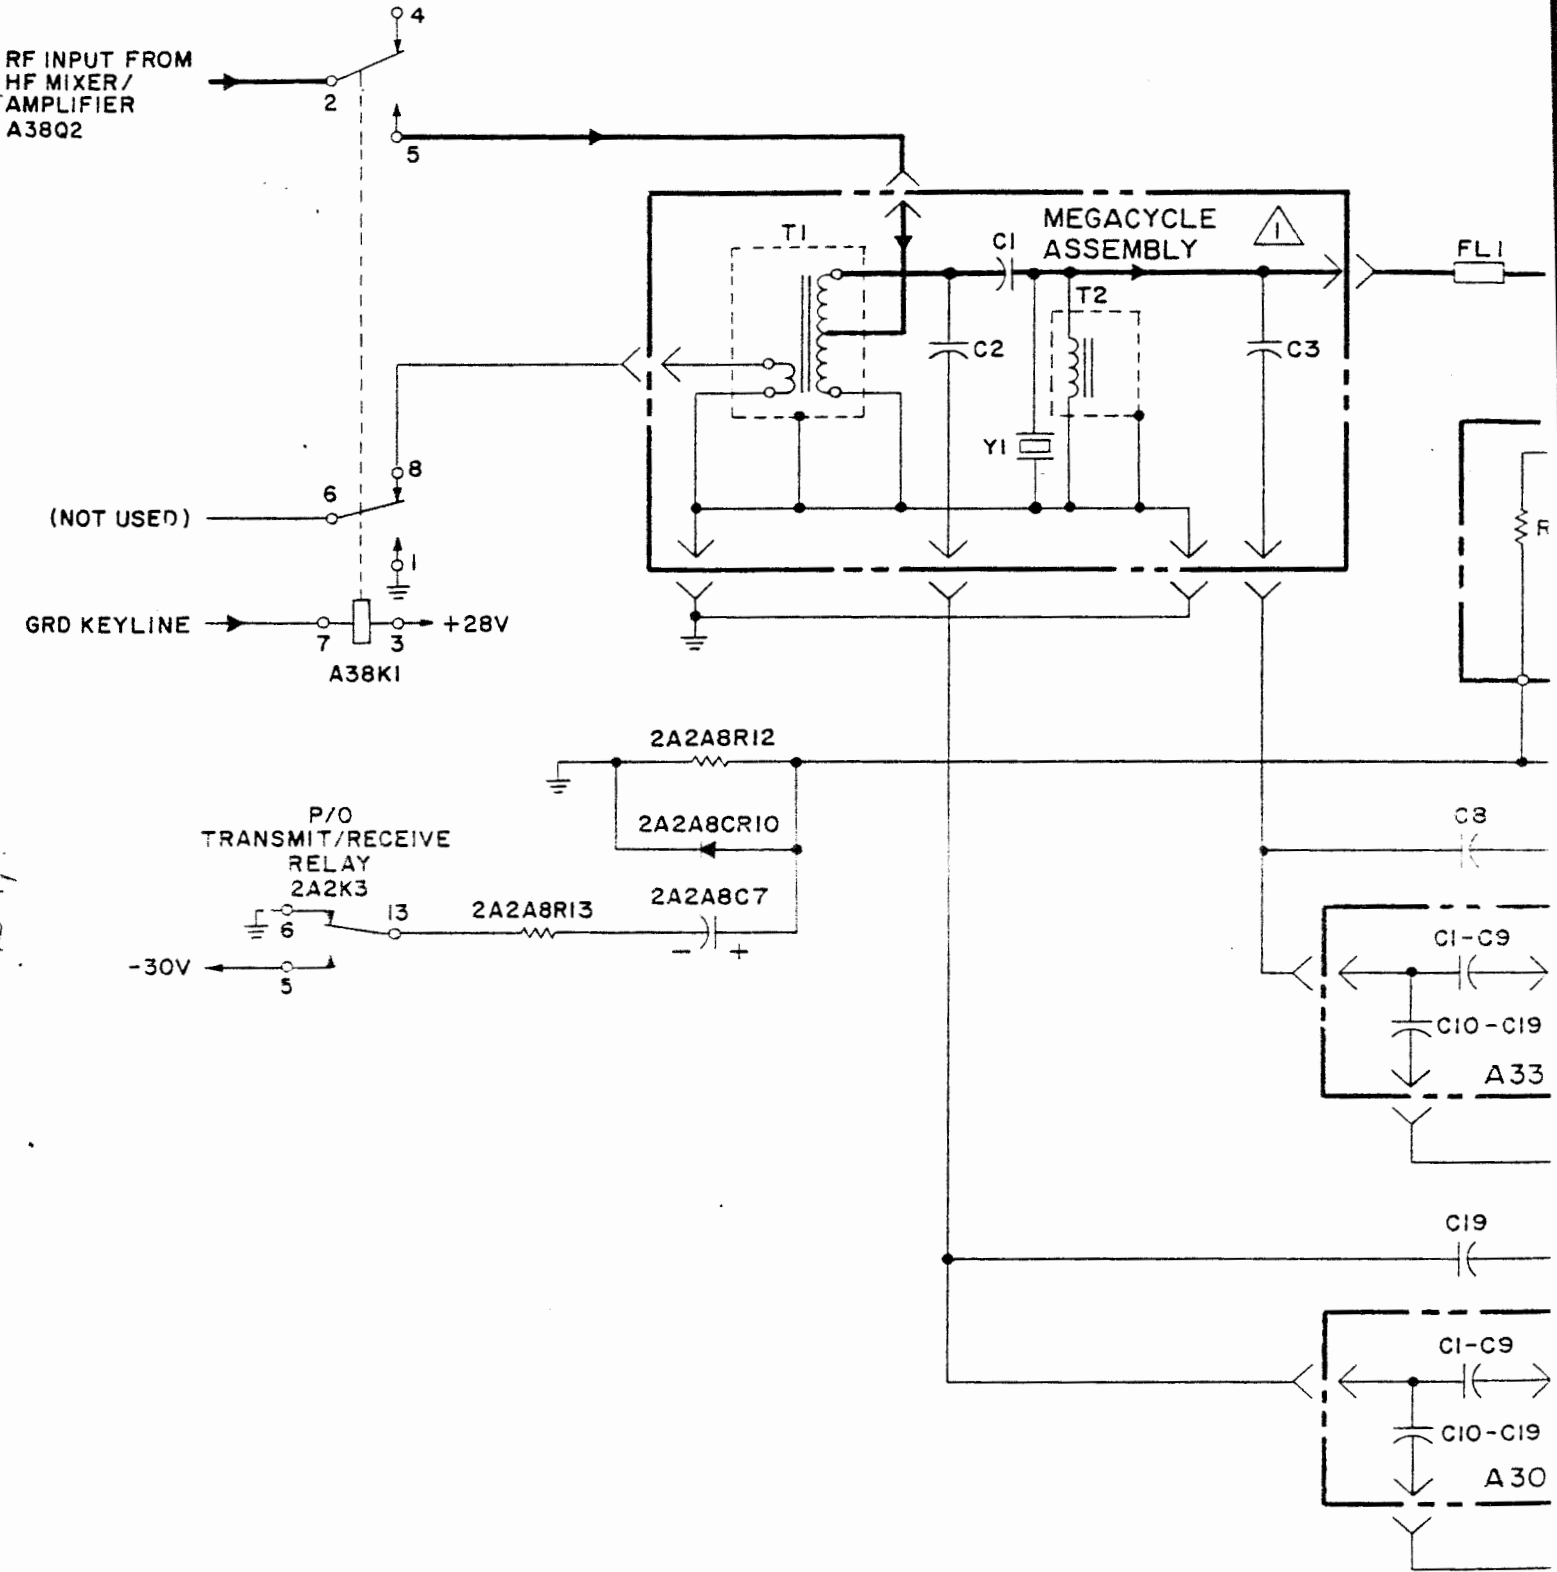 4
RF INPUT FROM
HF MIXER/
AMPLIFIER
A38Q2
2
5
MEGACYCLE
ASSEMBLY
1
T1
C1
FL1
T2
C2
C3
Y1
8
6
(NOT USED)
1
R
GRD KEYLINE
7
3
+28V
A38K1
2A2A8R12
P/O
TRANSMIT/RECEIVE
RELAY
2A2K3
2A2A8CR10
C8
6
13
2A2A8R13
2A2A8C7
- +
-30V
5
C1-C9
C10-C19
A33
C19
C1-C9
C10-C19
A30